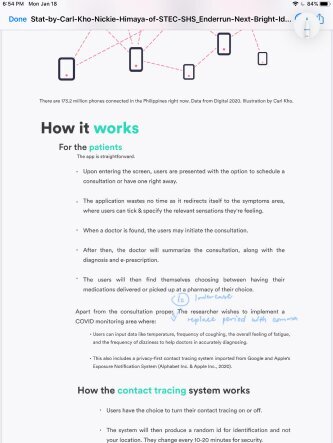 6:54 PM Mon Jan 18
84%
Done Stat-by-Carl-Kho-Nickie-Himaya-of-STEC-SHS_Enderrun-Next-Bright-Id...
There are 173.2 million phones connected in the Philippines right now. Data from Digital 2020. Illustration by Carl Kho.
How it works
For the patients
The app is straightforward.
• Upon entering the screen, users are presented with the option to schedule a
consultation or have one right away.
• The application wastes no time as it redirects itself to the symptoms area,
where users can tick & specify the relevant sensations they're feeling.
• When a doctor is found, the users may initiate the consultation.
• After then, the doctor will summarize the consultation, along with the
diagnosis and e-prescription.
• The users will then find themselves choosing between having their
medications delivered or picked up at a pharmacy of their choice.
lowercase
Apart from the consultation proper. The researcher wishes to implement a
replace period with comma
COVID monitoring area where:
• Users can input data like temperature, frequency of coughing, the overall feeling of fatigue,
and the frequency of dizziness to help doctors in accurately diagnosing.
• This also includes a privacy-first contact tracing system imported from Google and Apple's
Exposure Notification System (Alphabet Inc. & Apple Inc., 2020).
How the contact tracing system works
• Users have the choice to turn their contact tracing on or off.
• The system will then produce a random id for identification and not
your location. They change every 10-20 minutes for security.